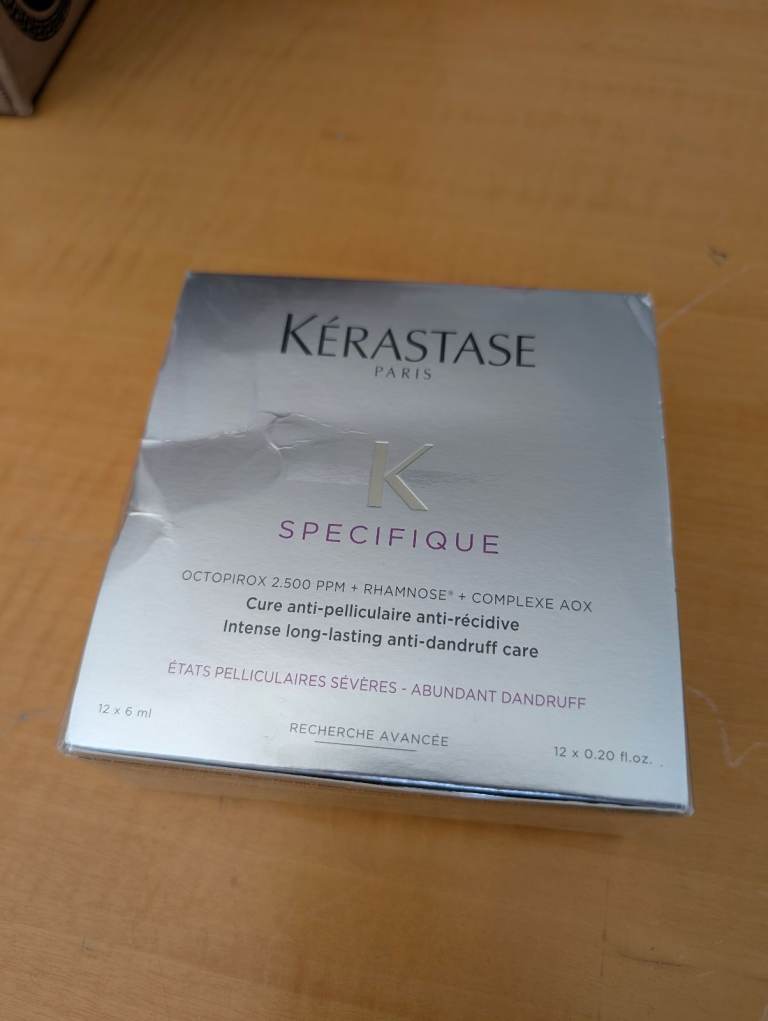 KÉRASTASE
PARIS
K
SPECIFIQUE
OCTOPIROX 2.500 PPM + RHAMNOSE® + COMPLEXE AOX
Cure anti-pelliculaire anti-récidive
Intense long-lasting anti-dandruff care
ÉTATS PELLICULAIRES SÉVÈRES - ABUNDANT DANDRUFF
12 x 6 ml
RECHERCHE AVANCÉE
12 x 0.20 fl.oz.